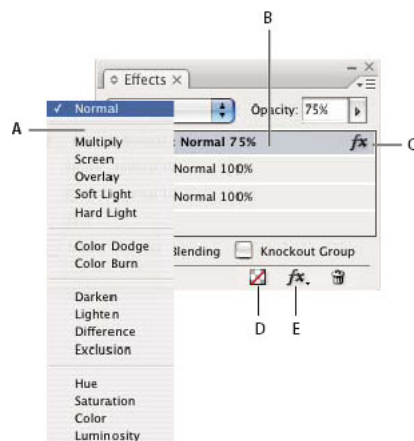 B
Effects ×
Normal
Opacity: 75%
A
C
Multiply
: Normal 75%
fx
Screen
Overlay
Normal 100%
Soft Light
Hard Light
Normal 100%
Color Dodge
Blending
Knockout Group
Color Burn
fx.
Darken
D
E
Lighten
Difference
Exclusion
Hue
Saturation
Color
Luminosity